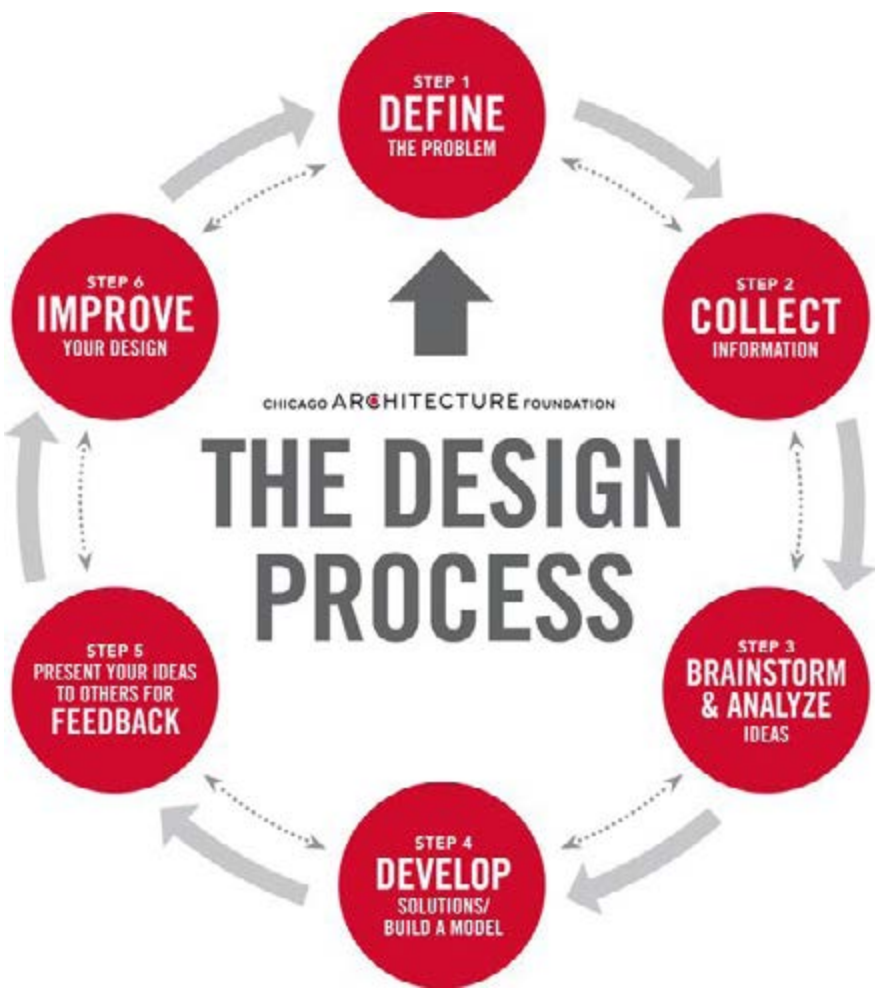 STEP 1
DEFINE
THE PROBLEM
STEP 2
COLLECT
INFORMATION
STEP 3
BRAINSTORM
& ANALYZE
IDEAS
STEP 4
DEVELOP
SOLUTIONS/
BUILD A MODEL
STEP 5
PRESENT YOUR IDEAS
TO OTHERS FOR
FEEDBACK
STEP 6
IMPROVE
YOUR DESIGN
CHICAGO ARCHITECTURE FOUNDATION
THE DESIGN
PROCESS